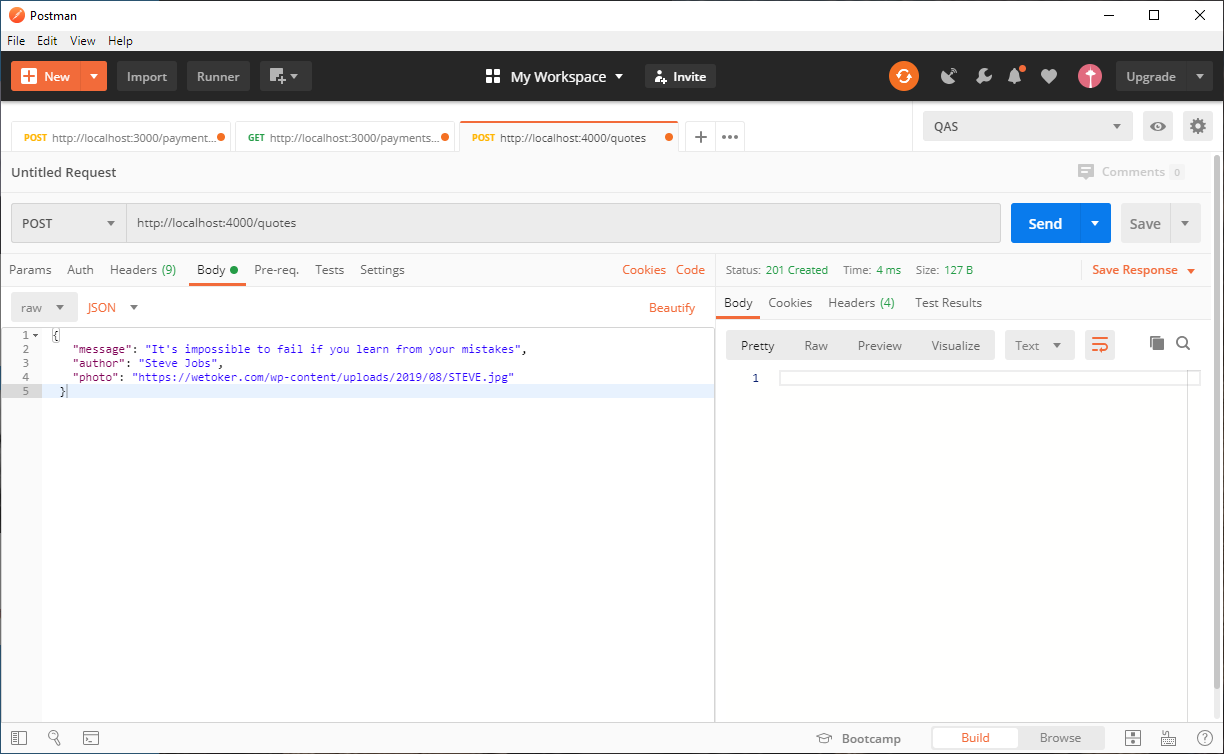 Postman
File Edit View Help
New Import Runner My Workspace Invite Upgrade
POST http://localhost:3000/payment... GET http://localhost:3000/payments... POST http://localhost:4000/quotes QAS
Untitled Request Comments 0
POST http://localhost:4000/quotes Send Save
Params Auth Headers (9) Body Pre-req. Tests Settings Cookies Code
Status: 201 Created Time: 4 ms Size: 127 B Save Response
raw JSON Beautify
Body Cookies Headers (4) Test Results
Pretty Raw Preview Visualize Text
1
1 {
2 "message": "It's impossible to fail if you learn from your mistakes",
3 "author": "Steve Jobs",
4 "photo": "https://wetoker.com/wp-content/uploads/2019/08/STEVE.jpg"
5 }
Bootcamp Build Browse